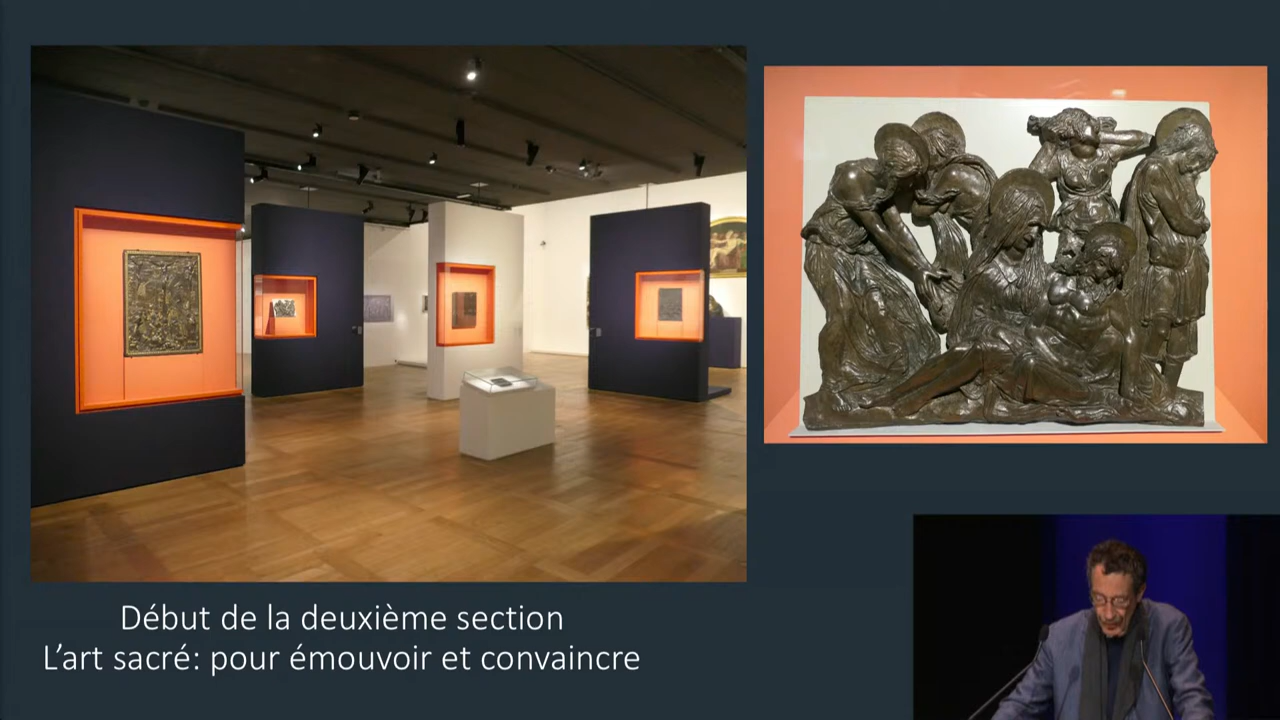 Début de la deuxième section
L’art sacré: pour émouvoir et convaincre